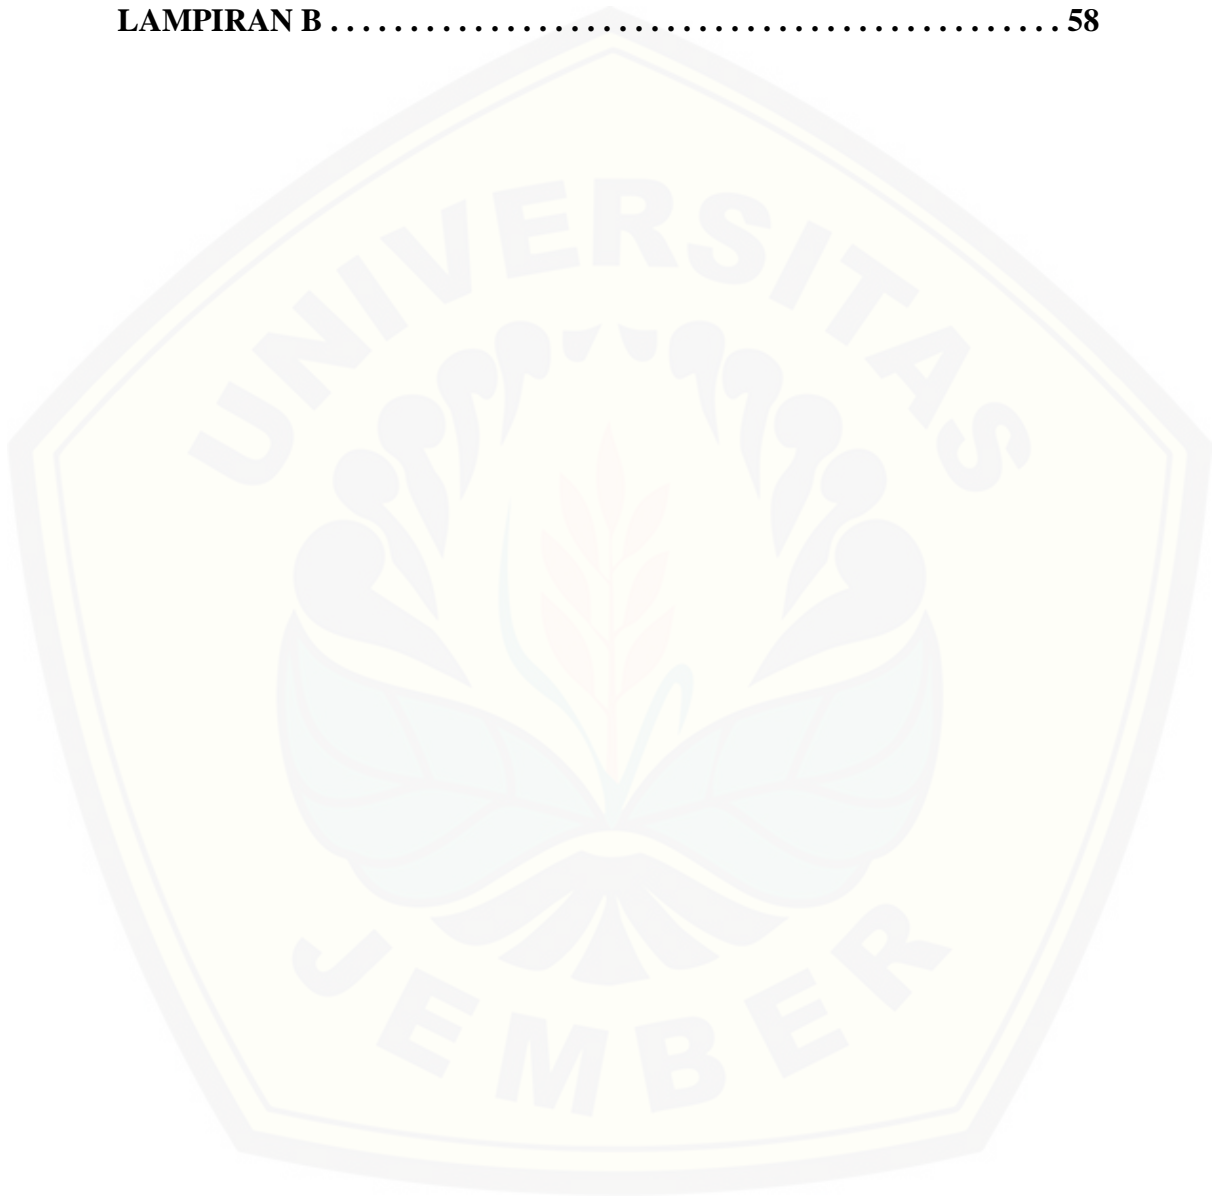 LAMPIRAN B . . . . . . . . . . . . . . . . . . . . . . . . . . . . . . . . . . . . . . . . . . . . . . 58
UNIVERSITAS
JEMBER